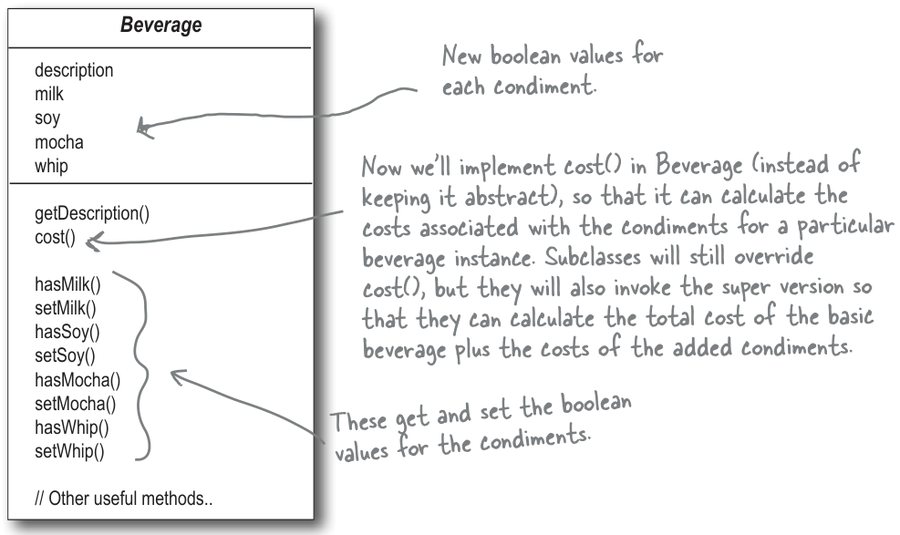 Beverage
description
milk
soy
mocha
whip
getDescription()
cost()
hasMilk()
setMilk()
hasSoy()
setSoy()
hasMocha()
setMocha()
hasWhip()
setWhip()
// Other useful methods..
New boolean values for
each condiment.
Now we'll implement cost() in Beverage (instead of
keeping it abstract), so that it can calculate the
costs associated with the condiments for a particular
beverage instance. Subclasses will still override
cost(), but they will also invoke the super version so
that they can calculate the total cost of the basic
beverage plus the costs of the added condiments.
These get and set the boolean
values for the condiments.